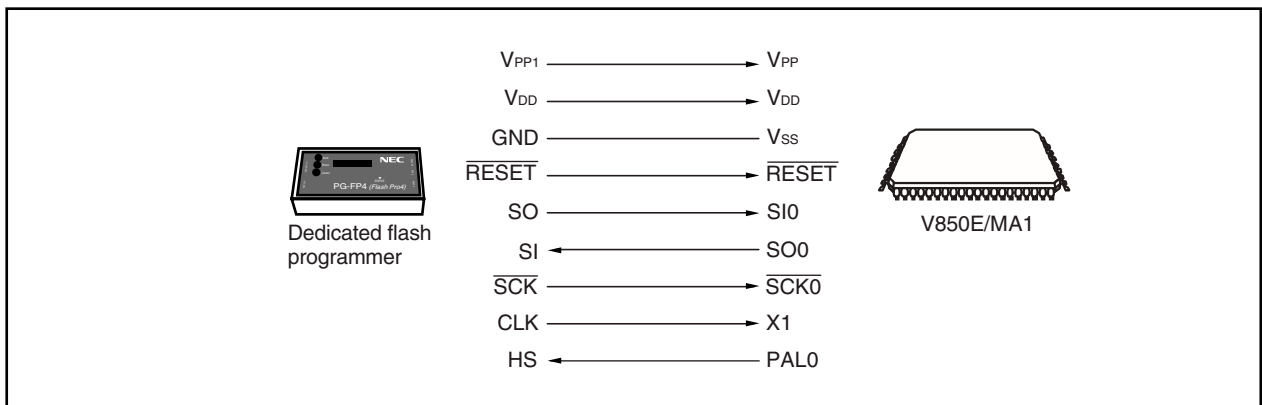 VPP1 VPP
VDD VDD
GND VSS
RESET RESET
SO SI0
SI SO0
SCK SCK0
CLK X1
HS PAL0
NEC
PG-FP4 (Flash Pro4)
Dedicated flash
programmer
V850E/MA1